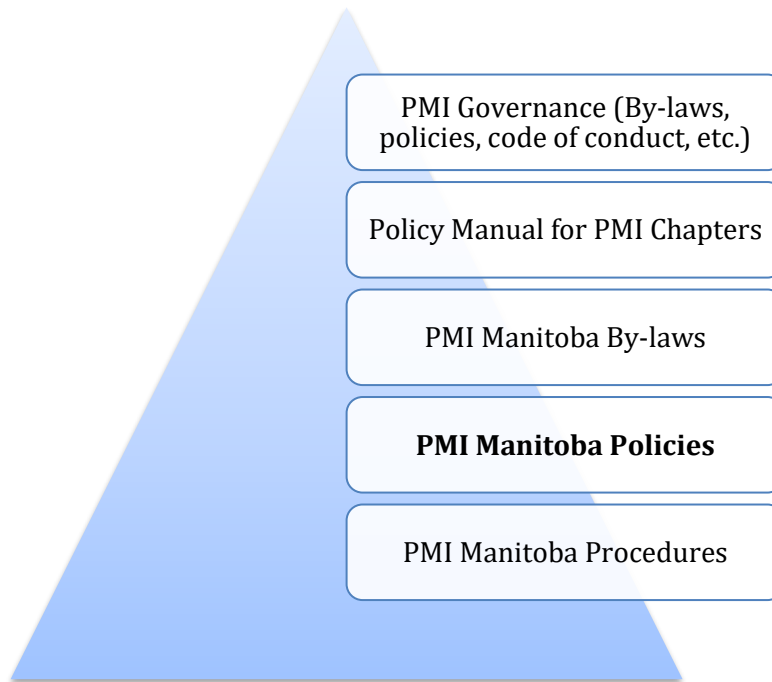 PMI Governance (By-laws,
policies, code of conduct, etc.)
Policy Manual for PMI Chapters
PMI Manitoba By-laws
PMI Manitoba Policies
PMI Manitoba Procedures